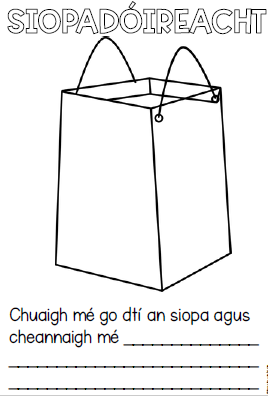 SIOPADÓIREACHT
Chuaigh mé go dtí an siopa agus
cheannaigh mé